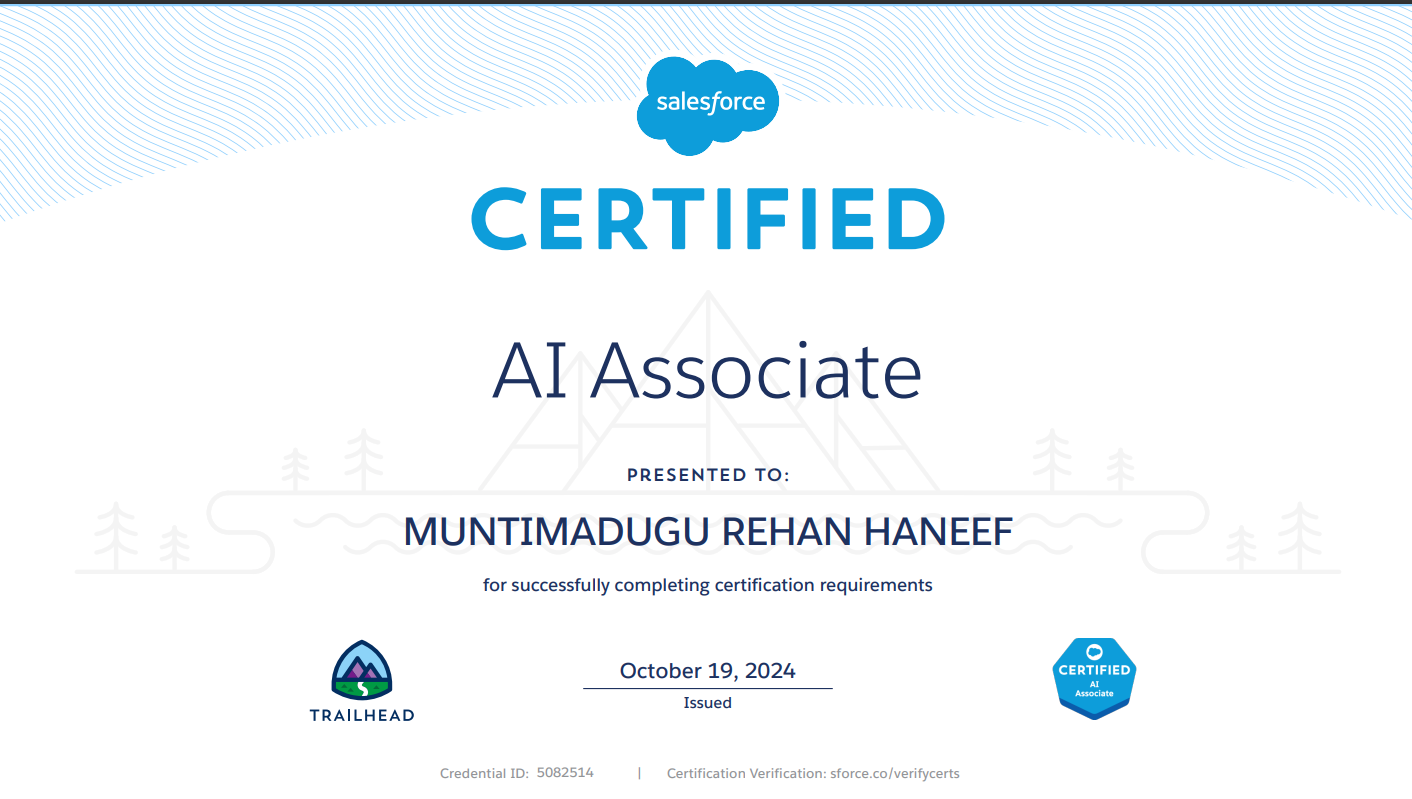 salesforce
CERTIFIED
AI Associate
PRESENTED TO:
MUNTIMADUGU REHAN HANEEF
for successfully completing certification requirements
October 19, 2024
Issued
TRAILHEAD
CERTIFIED
AI
Associate
Credential ID: 5082514 | Certification Verification: sforce.co/verifycerts